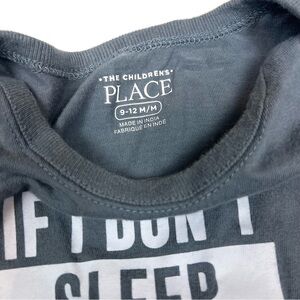 •THE CHILDRENS•
PLACE
9-12 M/M
MADE IN INDIA
FABRIQUÉ EN INDE
IF I DON'T
SLEEP